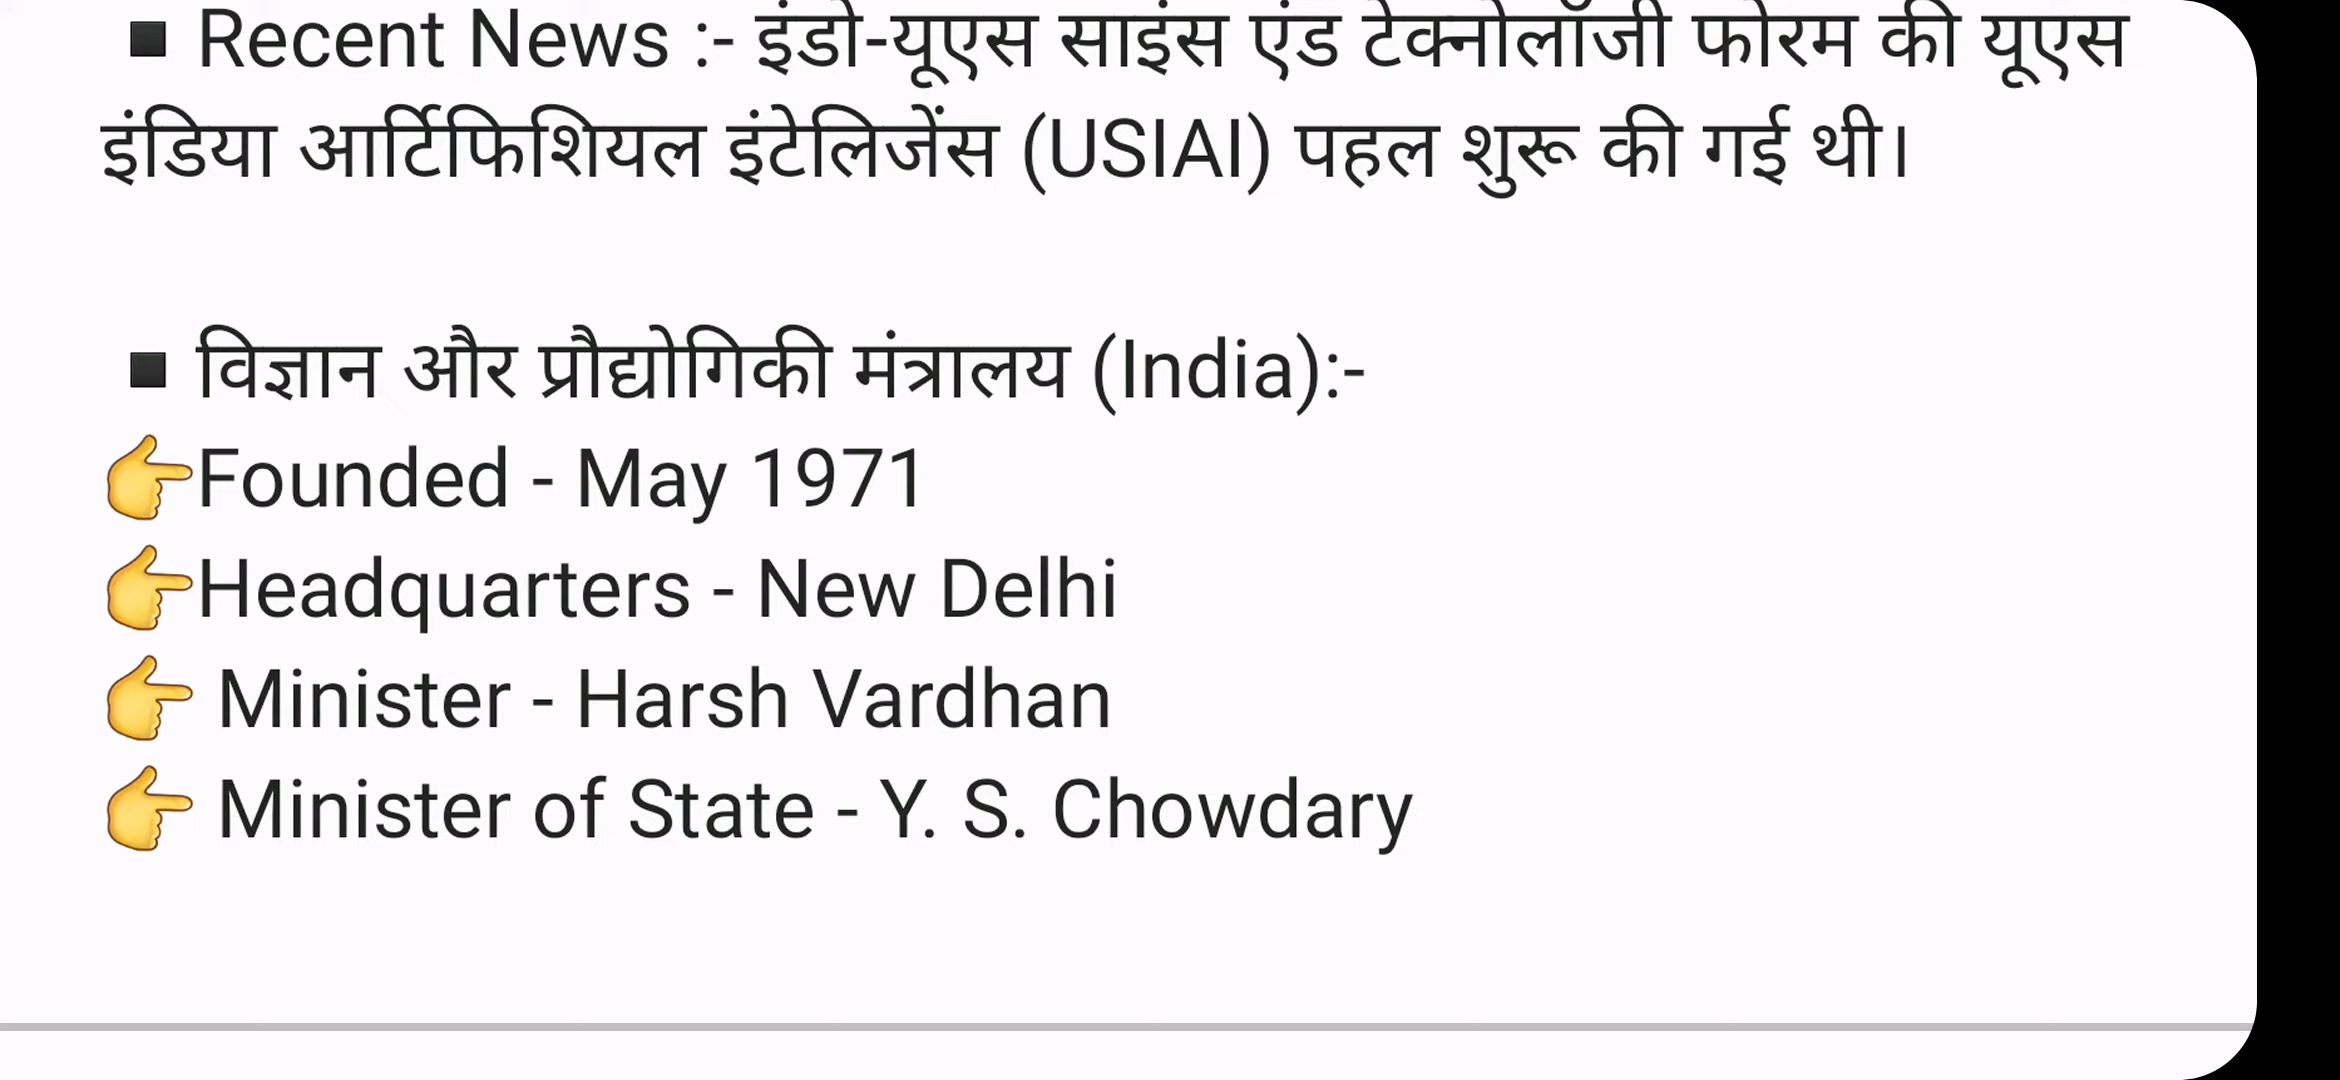 ▪ Recent News :- इंडो-यूएस साइंस एंड टेक्नोलॉजी फोरम की यूएस
इंडिया आर्टिफिशियल इंटेलिजेंस (USIAI) पहल शुरू की गई थी।
▪ विज्ञान और प्रौद्योगिकी मंत्रालय (India):-
👉Founded - May 1971
👉Headquarters - New Delhi
👉 Minister - Harsh Vardhan
👉 Minister of State - Y. S. Chowdary